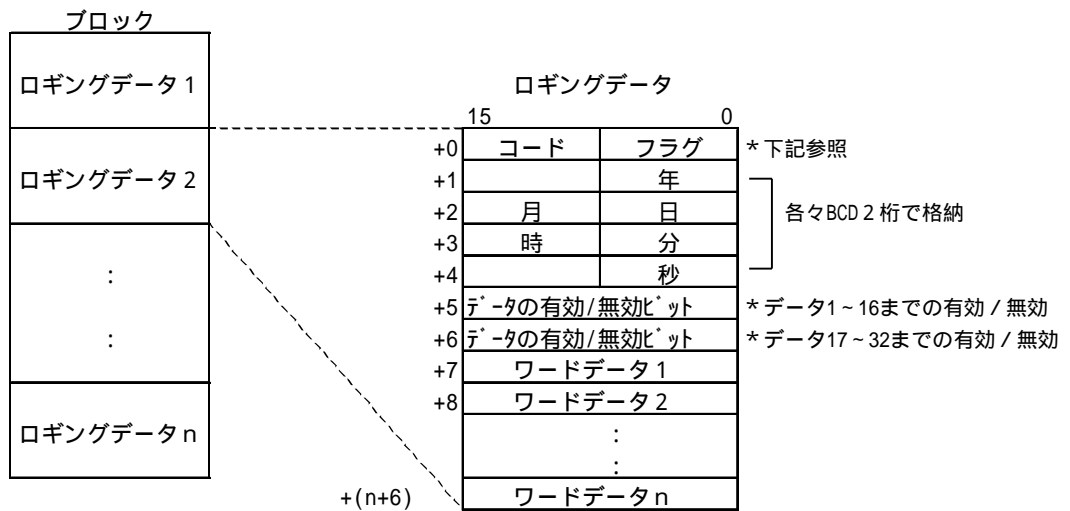 ブロック
ロギングデータ1
ロギングデータ2
:
:
ロギングデータn
ロギングデータ
15 0
+0 コード フラグ *下記参照
+1 年
+2 月 日 各々BCD2桁で格納
+3 時 分
+4 秒
+5 ﾃﾞｰﾀの有効/無効ﾋﾞｯﾄ *データ1~16までの有効/無効
+6 ﾃﾞｰﾀの有効/無効ﾋﾞｯﾄ *データ17~32までの有効/無効
+7 ワードデータ1
+8 ワードデータ2
:
:
+(n+6) ワードデータn